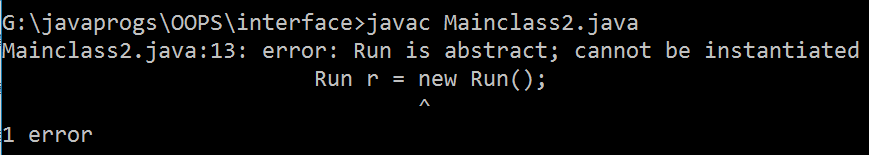 G:\javaprogs\OOPS\interface>javac Mainclass2.java
Mainclass2.java:13: error: Run is abstract; cannot be instantiated
Run r = new Run();
^
1 error